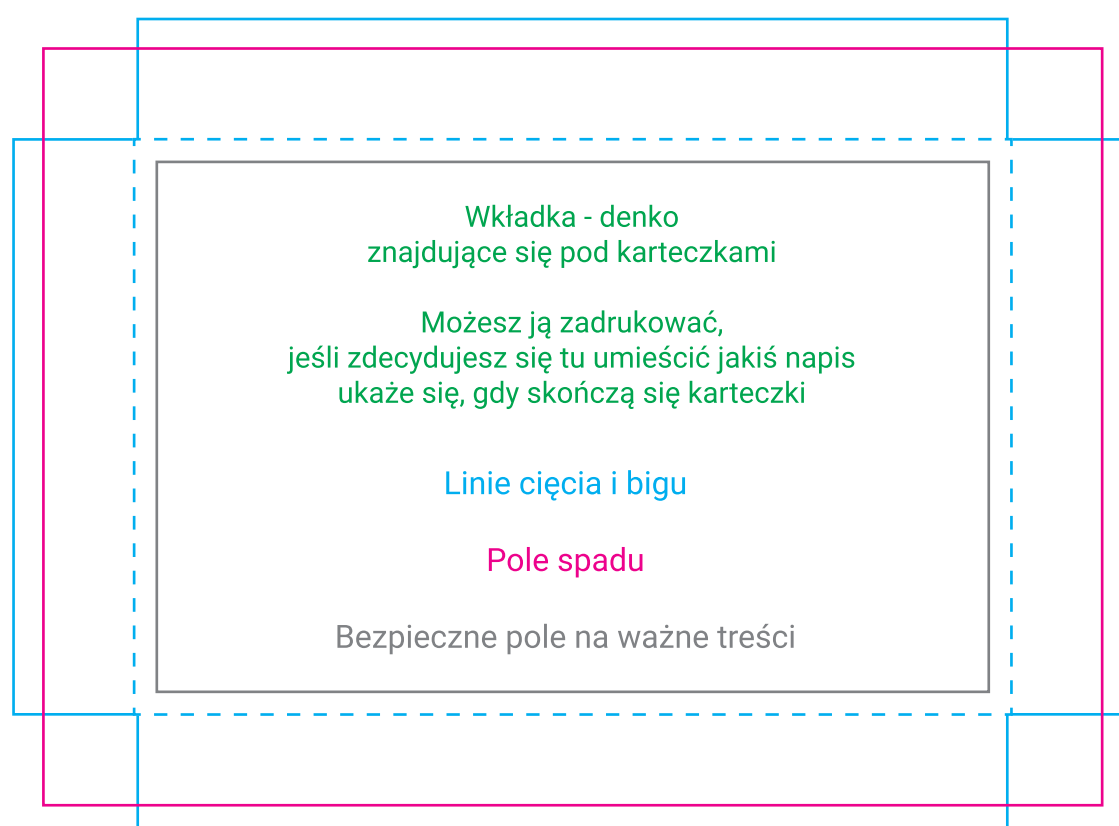 Wkładka - denko
znajdujące się pod karteczkami
Możesz ją zadrukować,
jeśli zdecydujesz się tu umieścić jakiś napis
ukaże się, gdy skończą się karteczki
Linie cięcia i bigu
Pole spadu
Bezpieczne pole na ważne treści